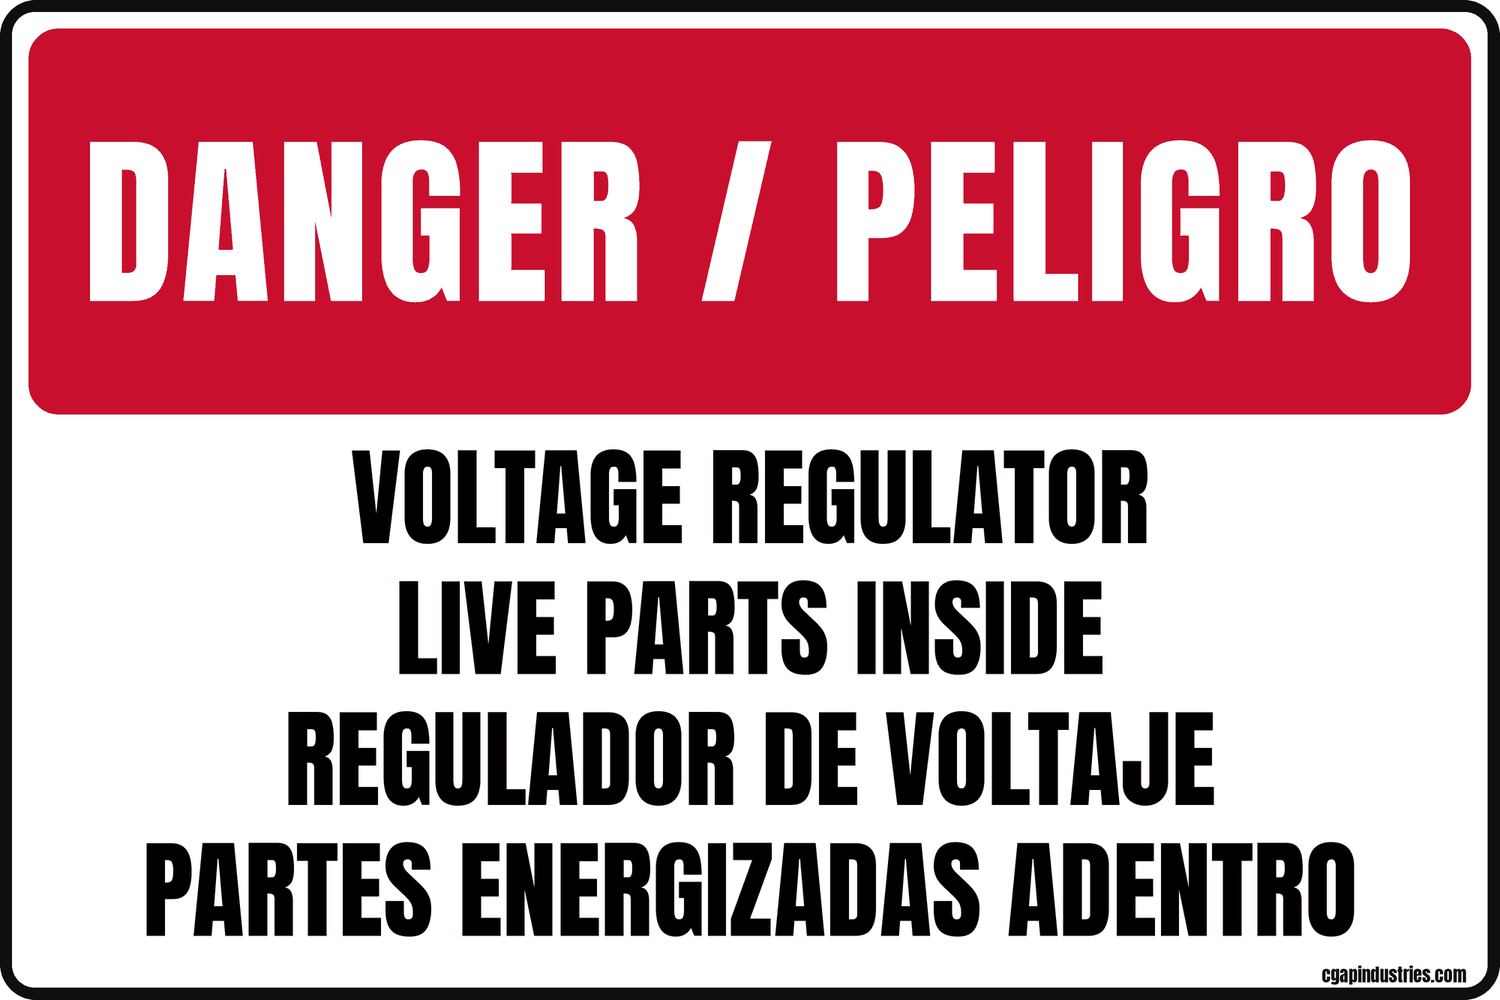 DANGER / PELIGRO
VOLTAGE REGULATOR
LIVE PARTS INSIDE
REGULADOR DE VOLTAJE
PARTES ENERGIZADAS ADENTRO
cgapindustries.com